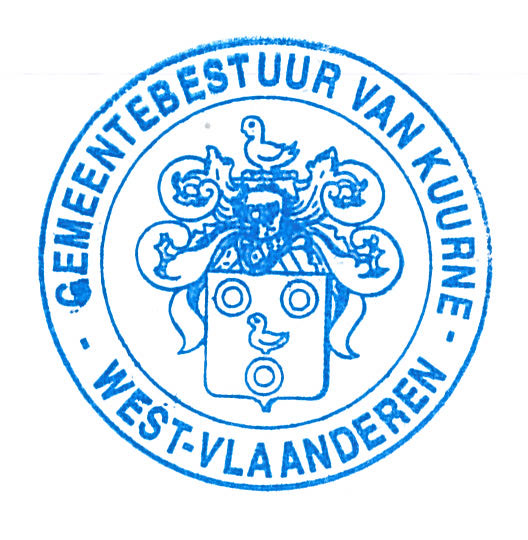 GEMEENTEBESTUUR VAN KUURNE
- WEST-VLAANDEREN -